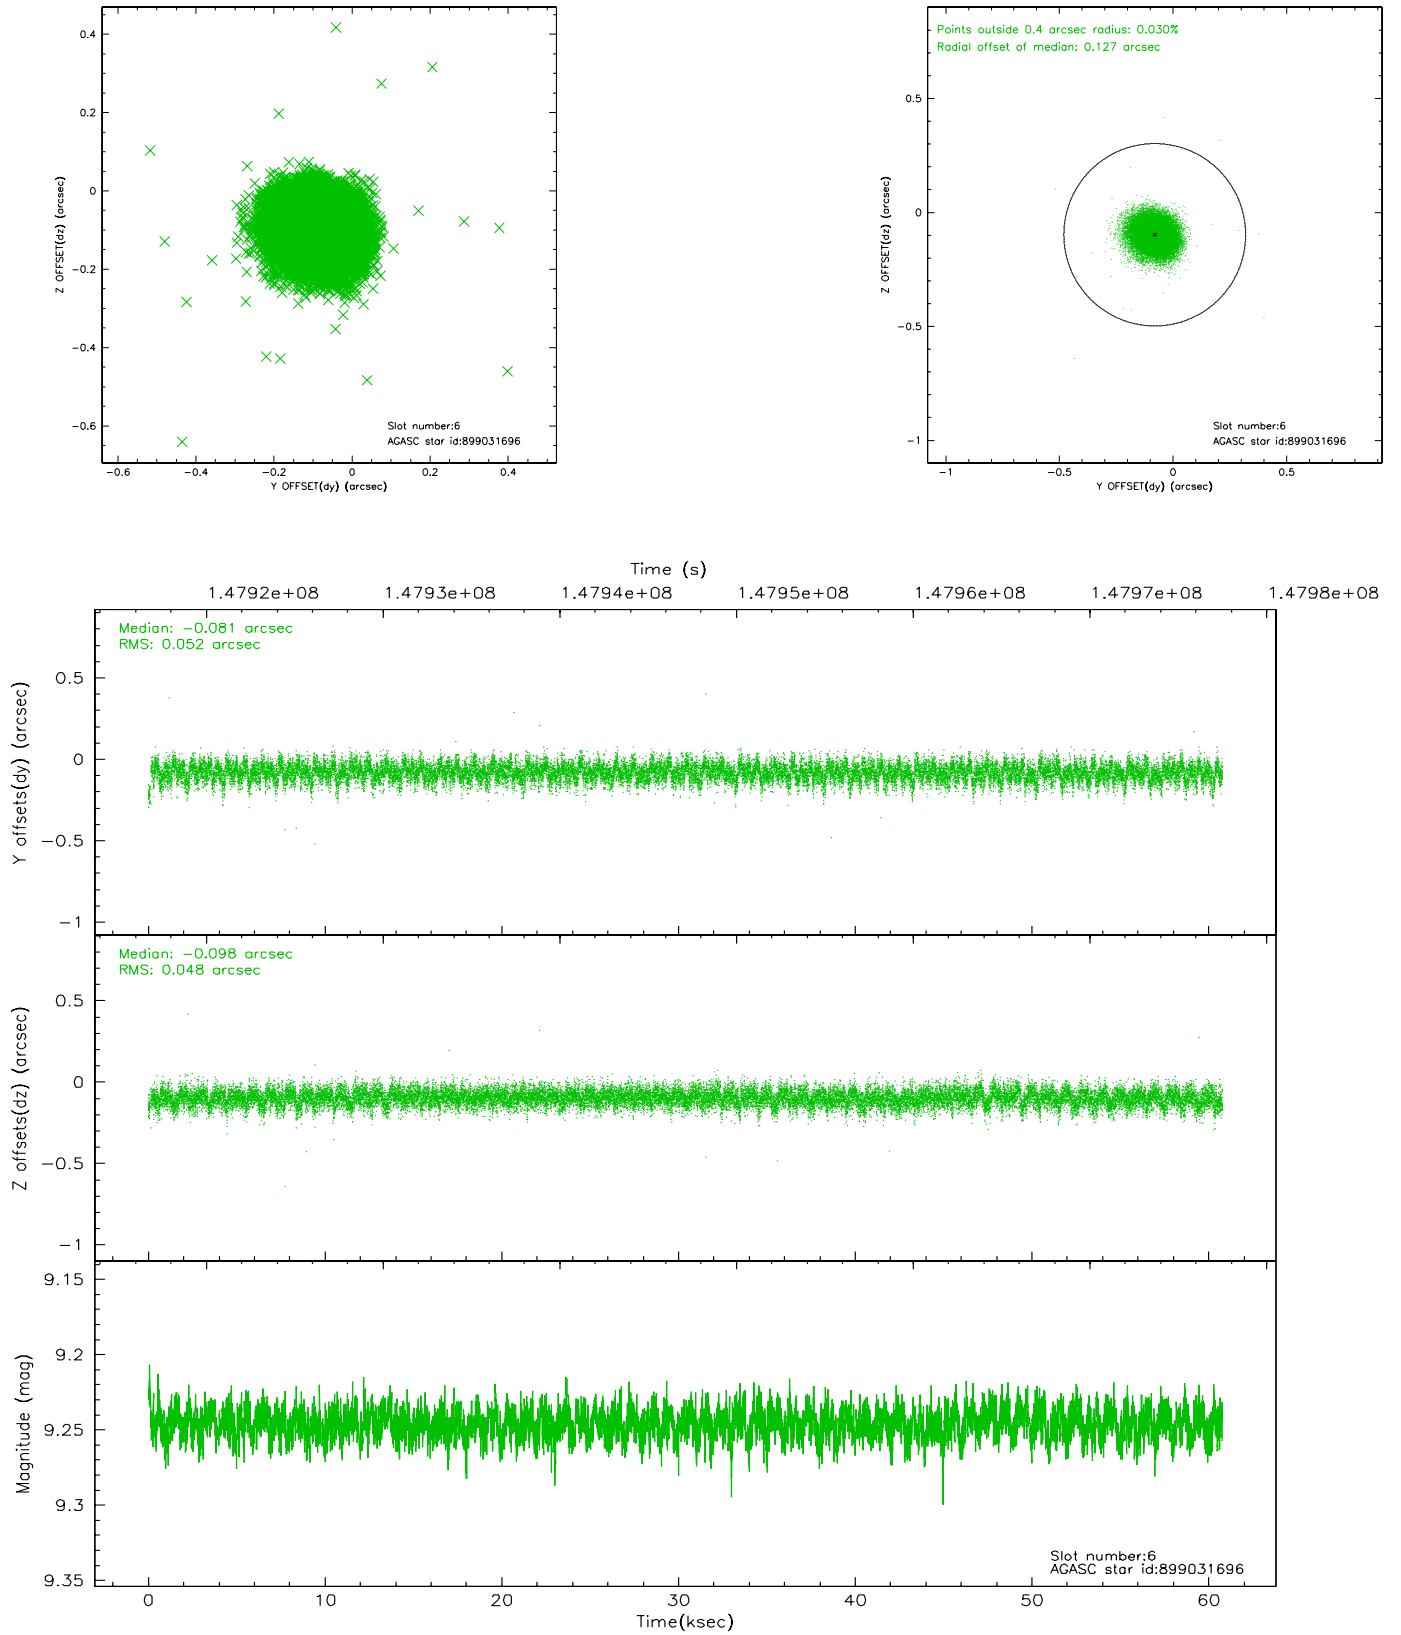 0.4
0.2
0
−0.2
−0.4
−0.6
Z OFFSET(dz) (arcsec)
Slot number:6
AGASC star id:899031696
−0.6 −0.4 −0.2 0 0.2 0.4
Y OFFSET(dy) (arcsec)
Points outside 0.4 arcsec radius: 0.030%
Radial offset of median: 0.127 arcsec
0.5
0
−0.5
−1
Z OFFSET(dz) (arcsec)
Slot number:6
AGASC star id:899031696
−1 −0.5 0 0.5
Y OFFSET(dy) (arcsec)
Time (s)
1.4792e+08 1.4793e+08 1.4794e+08 1.4795e+08 1.4796e+08 1.4797e+08 1.4798e+08
Median: −0.081 arcsec
RMS: 0.052 arcsec
0.5
0
−0.5
−1
Y offsets(dy) (arcsec)
Median: −0.098 arcsec
RMS: 0.048 arcsec
0.5
0
−0.5
−1
Z offsets(dz) (arcsec)
9.15
9.2
9.25
9.3
9.35
Magnitude (mag)
Slot number:6
AGASC star id:899031696
0 10 20 30 40 50 60
Time(ksec)